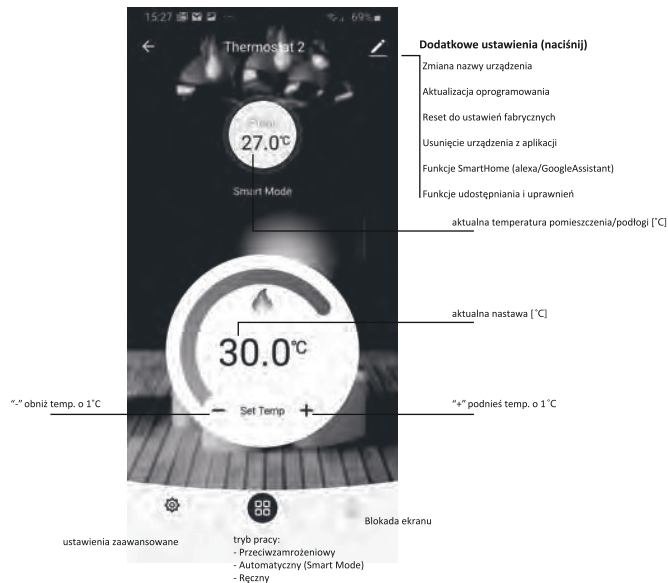 15:27
69%
Thermostat 2
Dodatkowe ustawienia (naciśnij)
Zmiana nazwy urządzenia
Aktualizacja oprogramowania
Reset do ustawień fabrycznych
Usunięcie urządzenia z aplikacji
Funkcje SmartHome (alexa/GoogleAssistant)
Funkcje udostępniania i uprawnień
27.0°C
Smart Mode
aktualna temperatura pomieszczenia/podłogi [˚C]
aktualna nastawa [˚C]
30.0°C
“-” obniż temp. o 1˚C
− Set Temp +
“+” podnieś temp. o 1˚C
Blokada ekranu
ustawienia zaawansowane
tryb pracy:
- Przeciwzamrożeniowy
- Automatyczny (Smart Mode)
- Ręczny